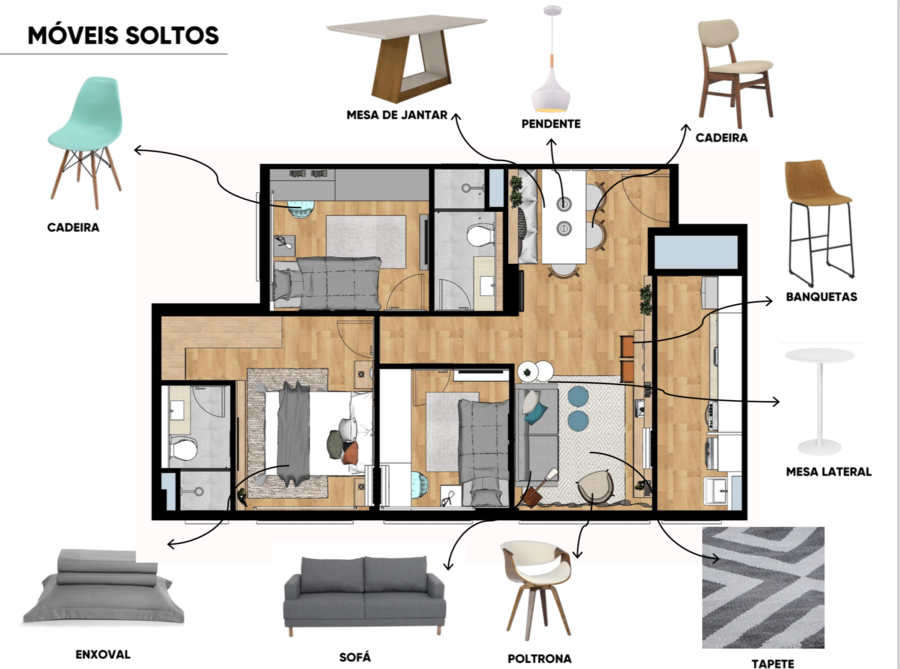 MÓVEIS SOLTOS
MESA DE JANTAR
PENDENTE
CADEIRA
CADEIRA
BANQUETAS
MESA LATERAL
ENXOVAL
SOFÁ
POLTRONA
TAPETE